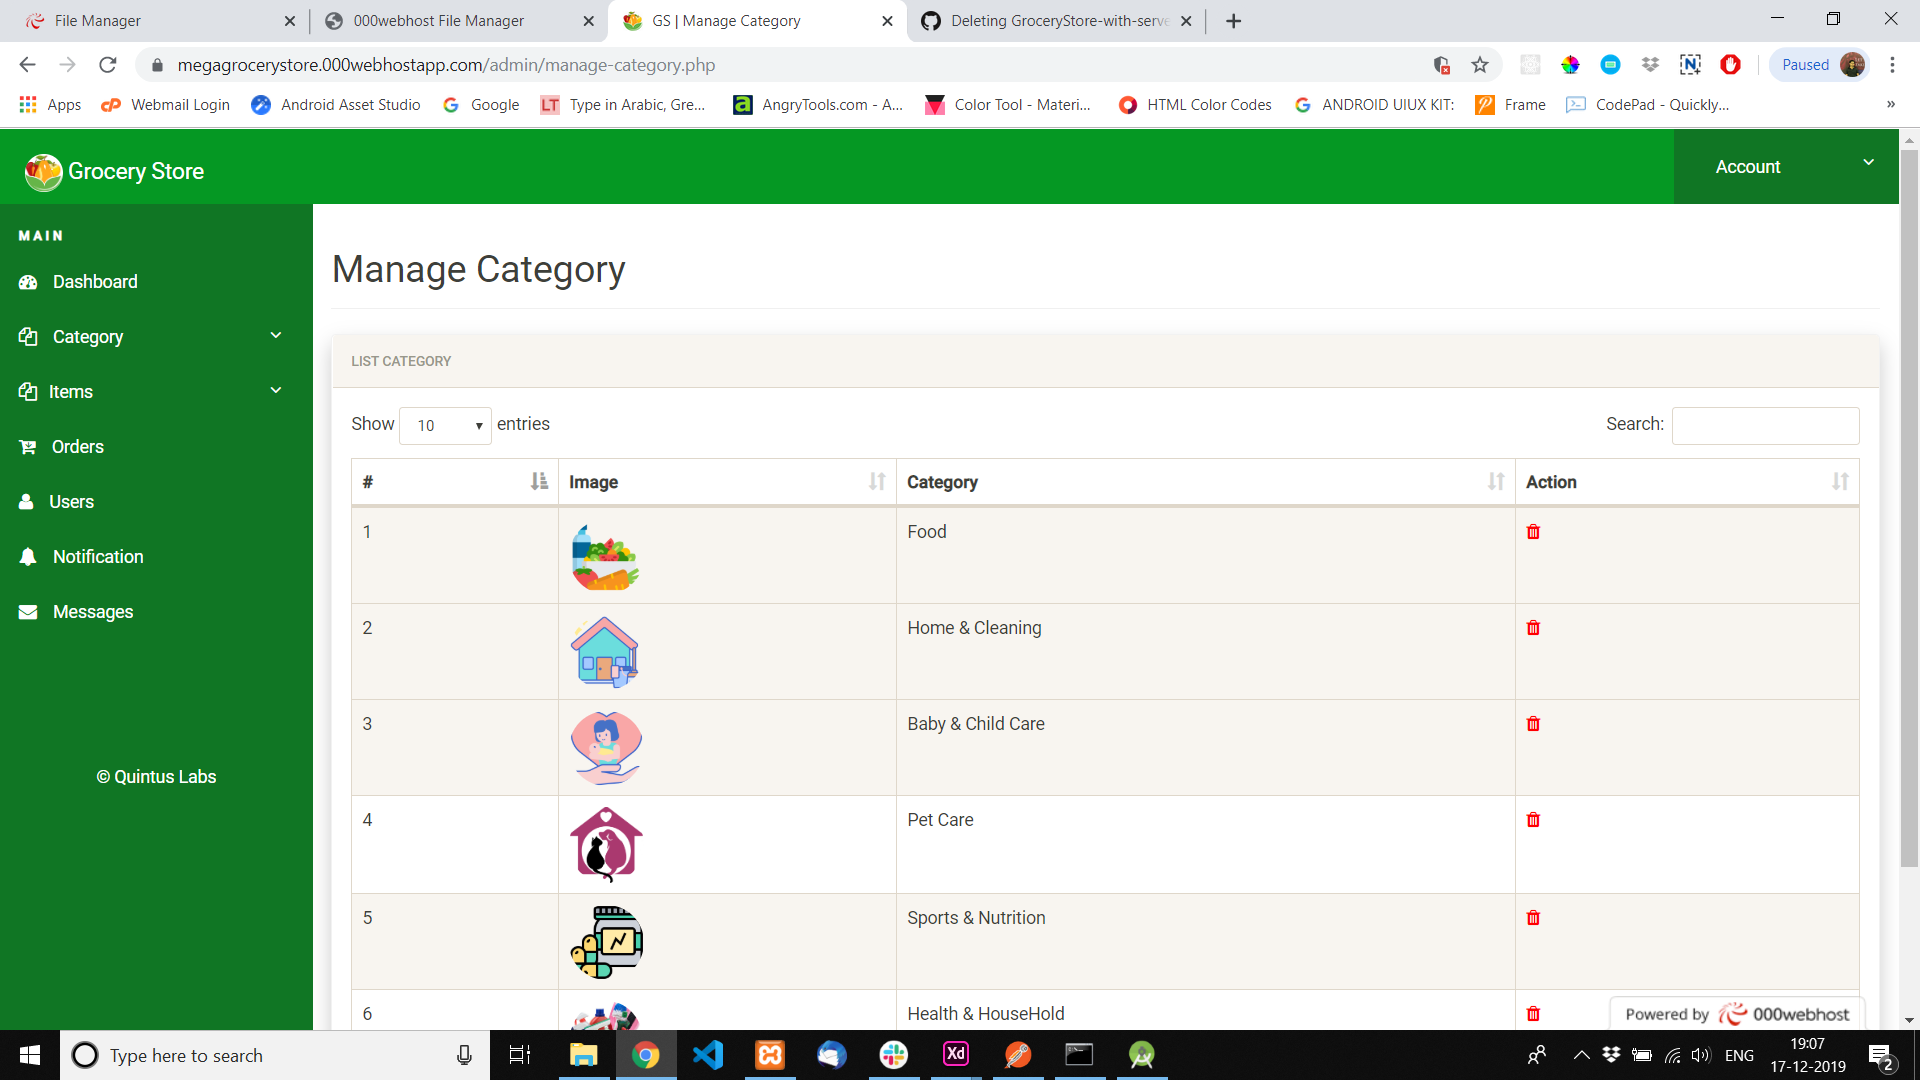 File Manager
000webhost File Manager
GS | Manage Category
Deleting GroceryStore-with-serve
megagrocerystore.000webhostapp.com/admin/manage-category.php
Paused
Apps
Webmail Login
Android Asset Studio
Google
LT Type in Arabic, Gre...
a AngryTools.com - A...
Color Tool - Materi...
HTML Color Codes
ANDROID UIUX KIT:
Frame
CodePad - Quickly...
»
Grocery Store
Account
MAIN
Dashboard
Category
Items
Orders
Users
Notification
Messages
© Quintus Labs
Manage Category
LIST CATEGORY
Show 10 entries
Search:
# Image Category Action
1 Food
2 Home & Cleaning
3 Baby & Child Care
4 Pet Care
5 Sports & Nutrition
6 Health & HouseHold
Powered by 000webhost
Type here to search
Xd
ENG
19:07
17-12-2019
2